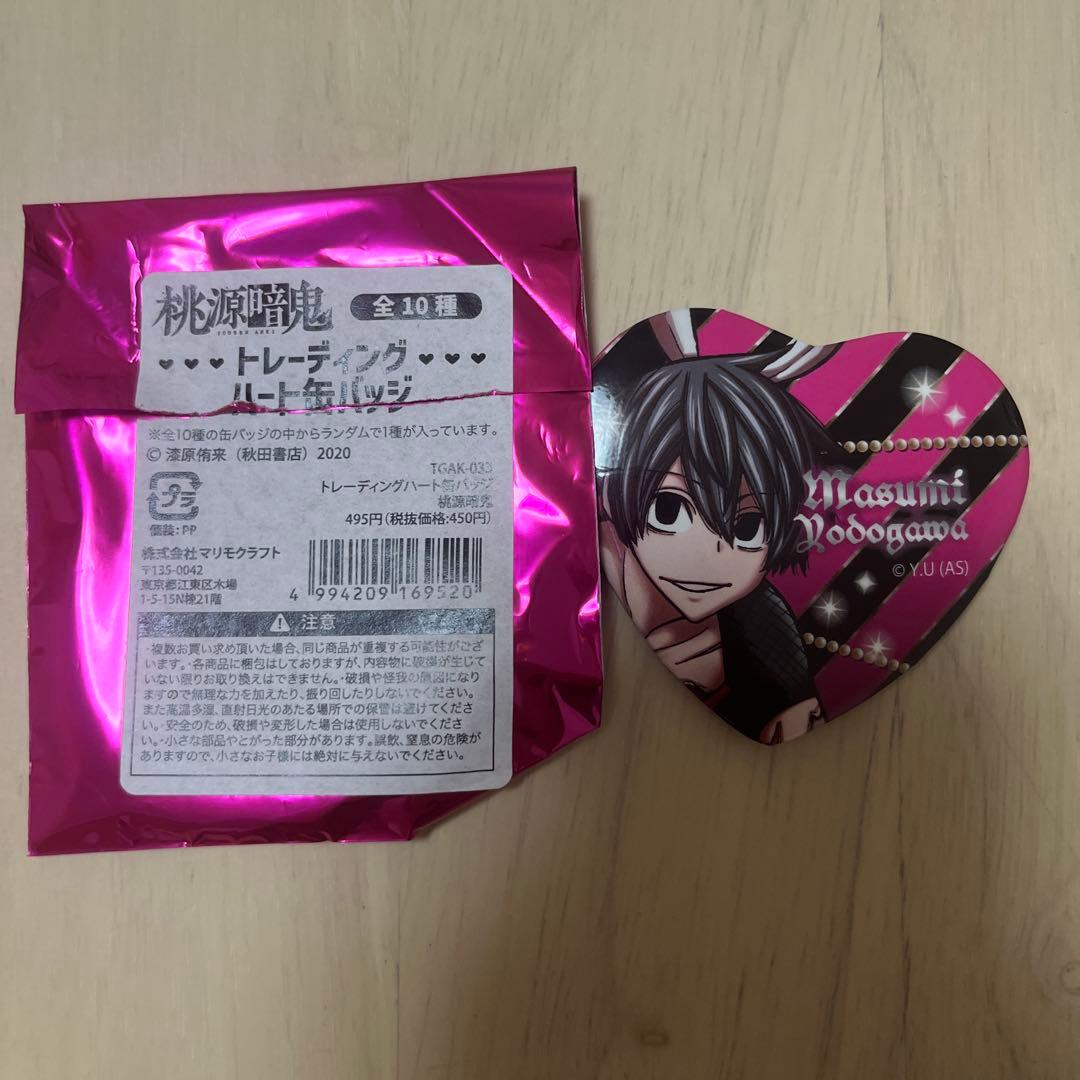 桃源暗鬼
TOUGEN ANKI
全10種
トレーディング
ハート缶バッジ
※全10種の缶バッジの中からランダムで1種が入っています。
© 漆原侑来（秋田書店）2020
TGAK-033
トレーディングハート缶バッジ
桃源暗鬼
495円(税抜価格:450円)
プラ
個装:PP
株式会社マリモクラフト
〒135-0042
東京都江東区木場
1-5-15N棟21階
4 994209 169520
注意
・複数お買い求め頂いた場合、同じ商品が重複する可能性がござ
います。・各商品に梱包はしておりますが、内容物に破損が生じて
いない限りお取り換えはできません。・破損や怪我の原因になり
ますので無理な力を加えたり、振り回したりしないでください。
また高温多湿、直射日光のあたる場所での保管は避けてくださ
い。・安全のため、破損や変形した場合は使用しないでくださ
い。・小さな部品やとがった部分があります。誤飲、窒息の危険が
ありますので、小さなお子様には絶対に与えないでください。
Masumi
Yodogawa
© Y.U (AS)